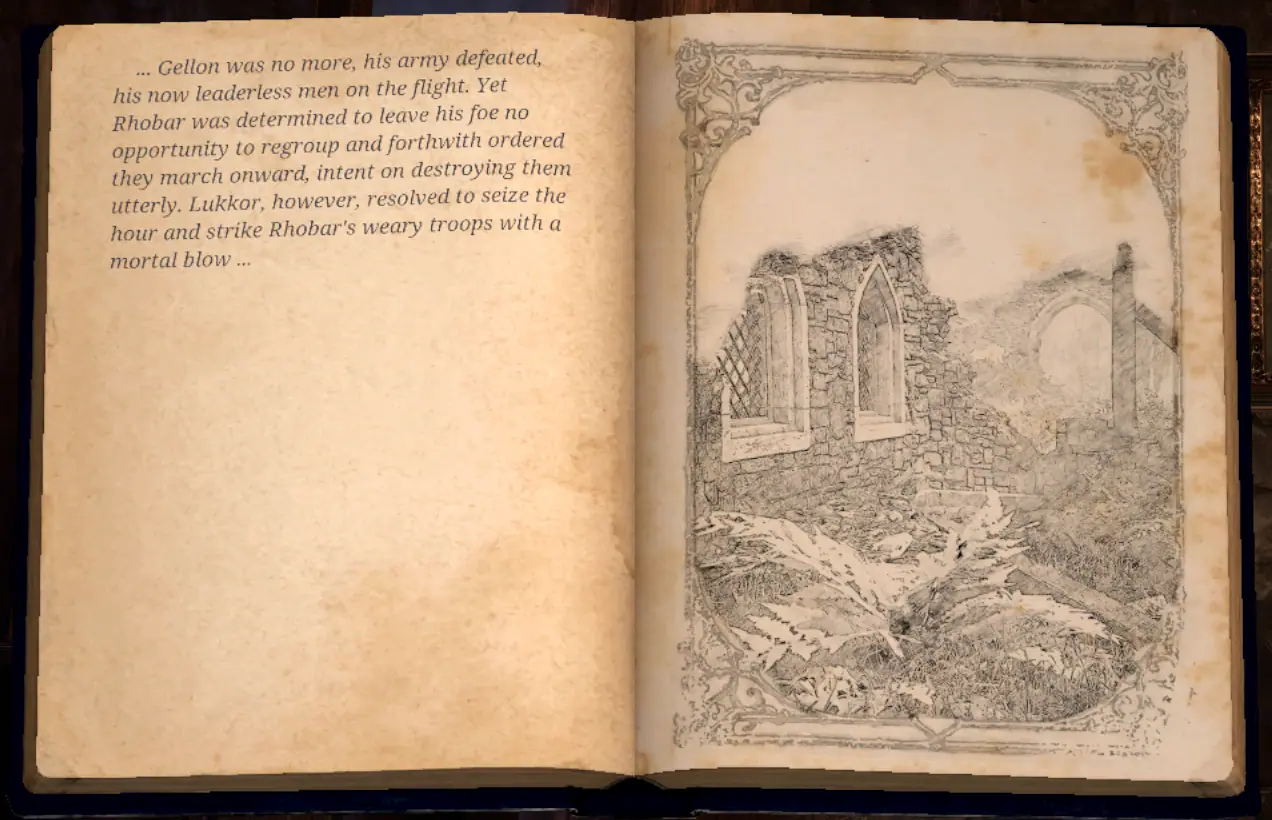 ... Gellon was no more, his army defeated,
his now leaderless men on the flight. Yet
Rhobar was determined to leave his foe no
opportunity to regroup and forthwith ordered
they march onward, intent on destroying them
utterly. Lukkor, however, resolved to seize the
hour and strike Rhobar's weary troops with a
mortal blow ...